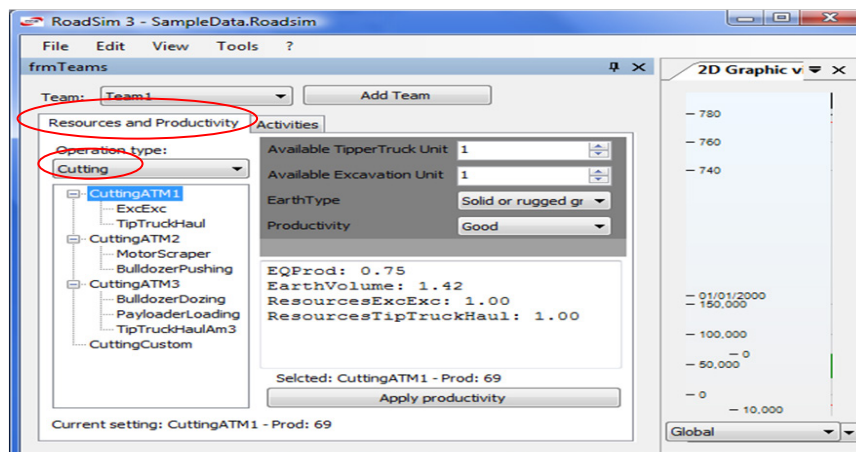 RoadSim 3 - SampleData.Roadsim
File Edit View Tools ?
frmTeams
Team: Team1
Add Team
Resources and Productivity
Activities
Operation type:
Cutting
CuttingATM1
ExcExc
TipTruckHaul
CuttingATM2
MotorScraper
BulldozerPushing
CuttingATM3
BulldozerDozing
PayloaderLoading
TipTruckHaulAm3
CuttingCustom
Available TipperTruck Unit 1
Available Excavation Unit 1
EarthType Solid or rugged gr
Productivity Good
EQProd: 0.75
EarthVolume: 1.42
ResourcesExcExc: 1.00
ResourcesTipTruckHaul: 1.00
Selcted: CuttingATM1 - Prod: 69
Apply productivity
Current setting: CuttingATM1 - Prod: 69
2D Graphic v
780
760
740
01/01/2000
150,000
100,000
0
50,000
0
10,000
Global